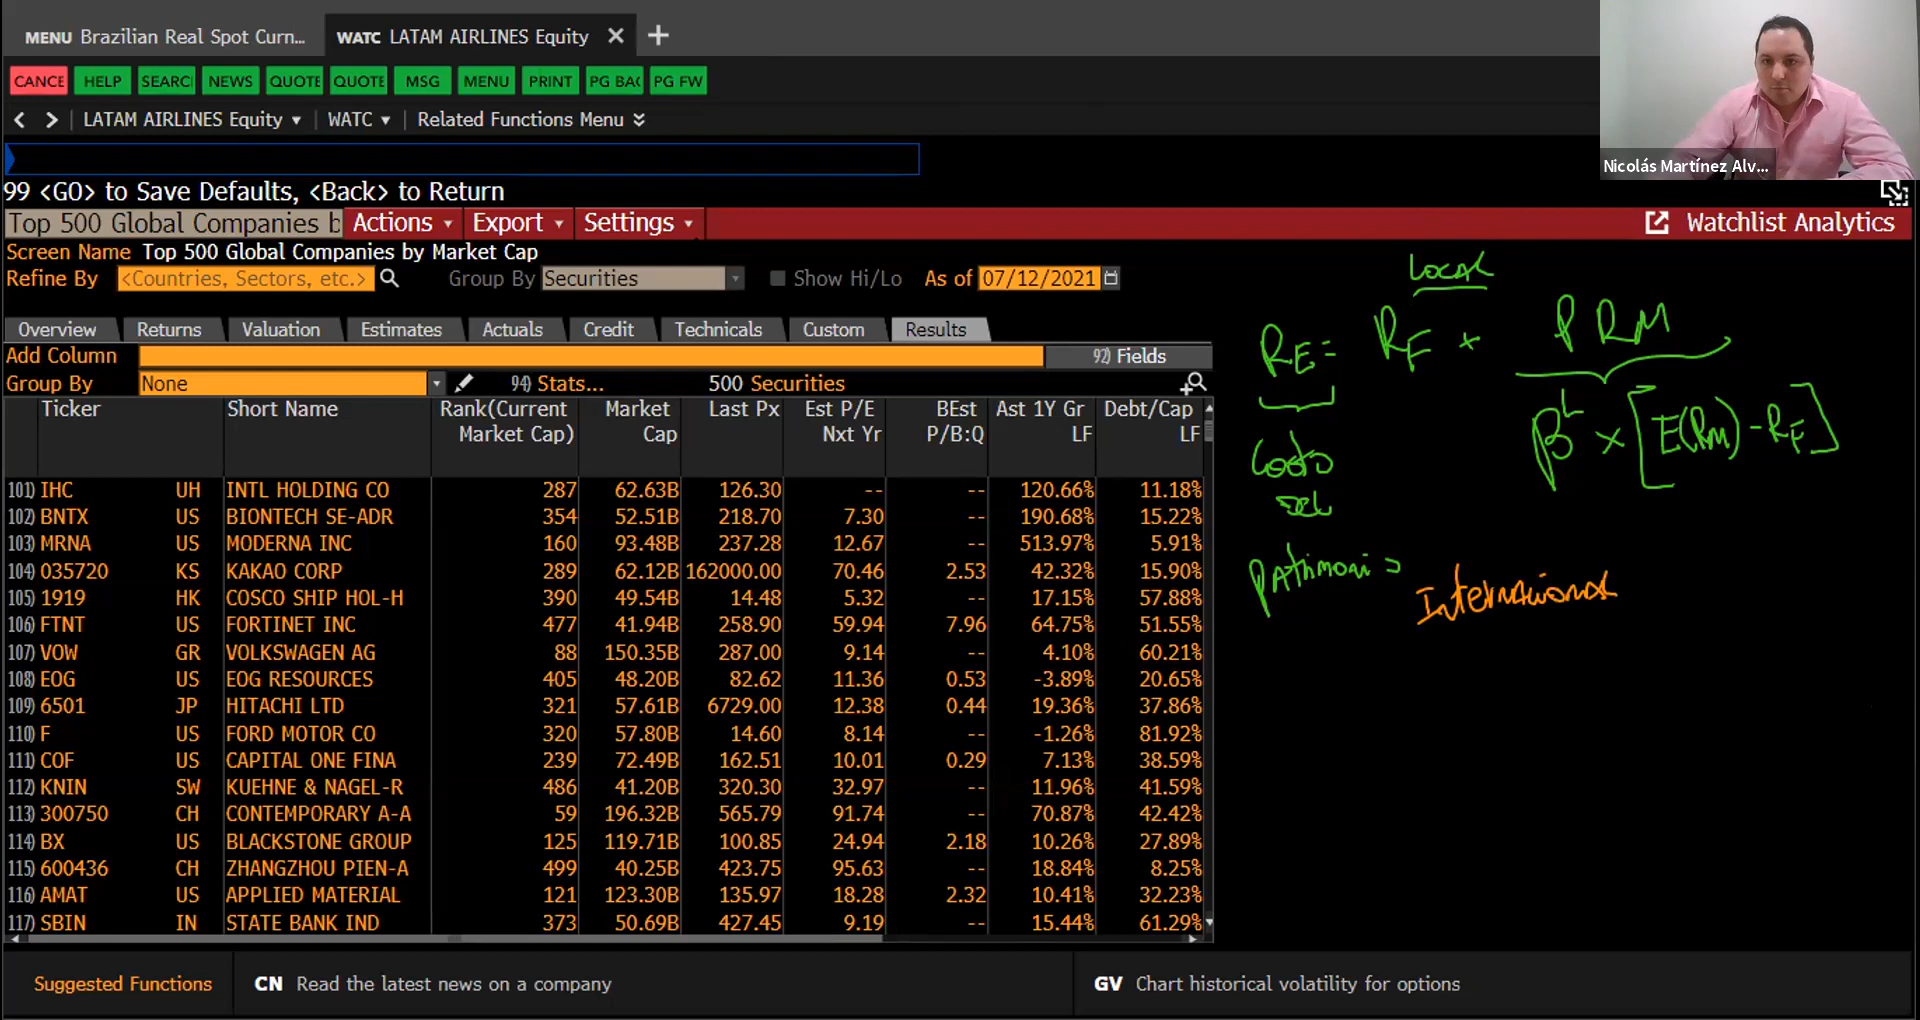 MENU Brazilian Real Spot Curn...
WATC LATAM AIRLINES Equity
CANCE HELP SEARC NEWS QUOTE QUOTE MSG MENU PRINT PG BAC PG FW
LATAM AIRLINES Equity WATC Related Functions Menu
Nicolás Martínez Alv...
99 <GO> to Save Defaults, <Back> to Return
Top 500 Global Companies b Actions Export Settings Watchlist Analytics
Screen Name Top 500 Global Companies by Market Cap
Refine By <Countries, Sectors, etc.> Group By Securities Show Hi/Lo As of 07/12/2021
Overview Returns Valuation Estimates Actuals Credit Technicals Custom Results
Add Column 92) Fields
Group By None 94) Stats... 500 Securities
Ticker Short Name Rank(Current Market Last Px Est P/E BEst Ast 1Y Gr Debt/Cap
Market Cap) Cap Nxt Yr P/B:Q LF LF
101) IHC UH INTL HOLDING CO 287 62.63B 126.30 -- -- 120.66% 11.18%
102) BNTX US BIONTECH SE-ADR 354 52.51B 218.70 7.30 -- 190.68% 15.22%
103) MRNA US MODERNA INC 160 93.48B 237.28 12.67 -- 513.97% 5.91%
104) 035720 KS KAKAO CORP 289 62.12B 162000.00 70.46 2.53 42.32% 15.90%
105) 1919 HK COSCO SHIP HOL-H 390 49.54B 14.48 5.32 -- 17.15% 57.88%
106) FTNT US FORTINET INC 477 41.94B 258.90 59.94 7.96 64.75% 51.55%
107) VOW GR VOLKSWAGEN AG 88 150.35B 287.00 9.14 -- 4.10% 60.21%
108) EOG US EOG RESOURCES 405 48.20B 82.62 11.36 0.53 -3.89% 20.65%
109) 6501 JP HITACHI LTD 321 57.61B 6729.00 12.38 0.44 19.36% 37.86%
110) F US FORD MOTOR CO 320 57.80B 14.60 8.14 -- -1.26% 81.92%
111) COF US CAPITAL ONE FINA 239 72.49B 162.51 10.01 0.29 7.13% 38.59%
112) KNIN SW KUEHNE & NAGEL-R 486 41.20B 320.30 32.97 -- 11.96% 41.59%
113) 300750 CH CONTEMPORARY A-A 59 196.32B 565.79 91.74 -- 70.87% 42.42%
114) BX US BLACKSTONE GROUP 125 119.71B 100.85 24.94 2.18 10.26% 27.89%
115) 600436 CH ZHANGZHOU PIEN-A 499 40.25B 423.75 95.63 -- 18.84% 8.25%
116) AMAT US APPLIED MATERIAL 121 123.30B 135.97 18.28 2.32 10.41% 32.23%
117) SBIN IN STATE BANK IND 373 50.69B 427.45 9.19 -- 15.44% 61.29%
LOCAL
RE = RF + PRM
β^L × [E(RM) - RF]
Costo
del
PAtrimonio
Internacional
Suggested Functions CN Read the latest news on a company GV Chart historical volatility for options